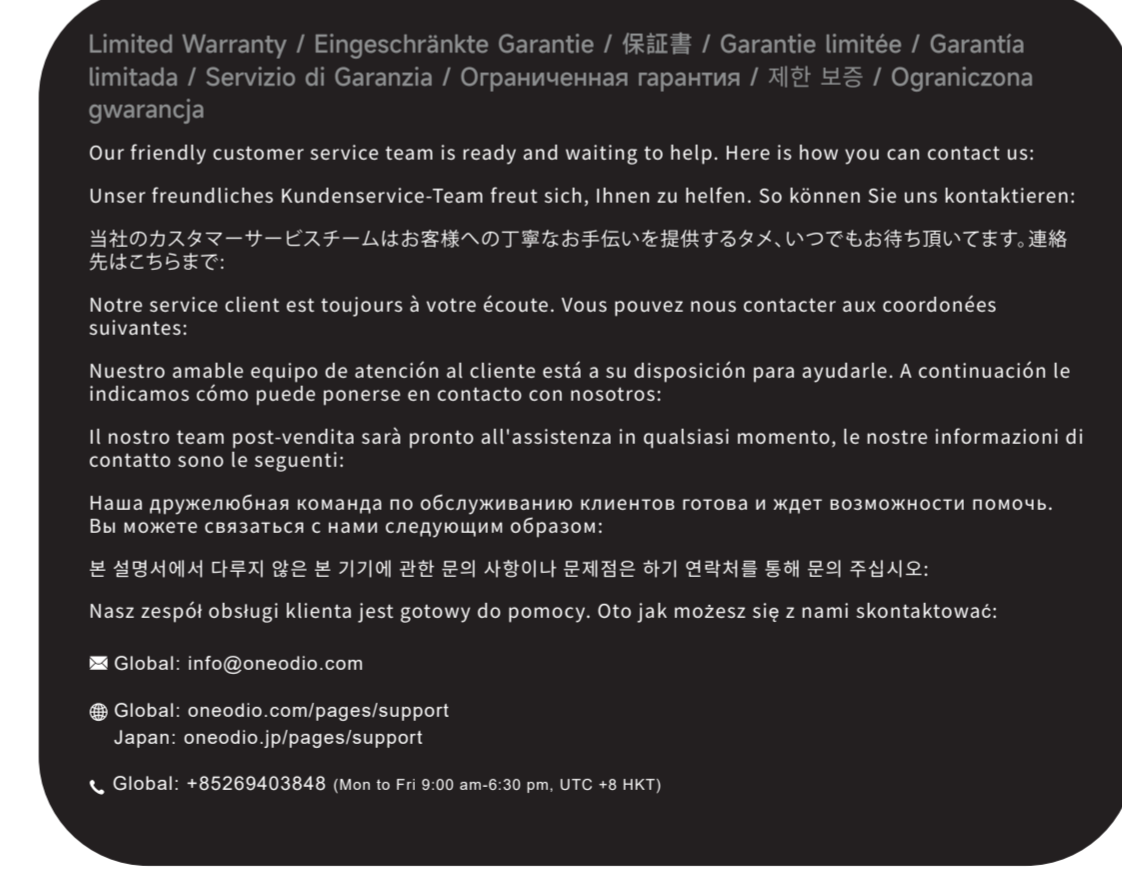 Limited Warranty / Eingeschränkte Garantie / 保証書 / Garantie limitée / Garantía
limitada / Servizio di Garanzia / Ограниченная гарантия / 제한 보증 / Ograniczona
gwarancja
Our friendly customer service team is ready and waiting to help. Here is how you can contact us:
Unser freundliches Kundenservice-Team freut sich, Ihnen zu helfen. So können Sie uns kontaktieren:
当社のカスタマーサービスチームはお客様への丁寧なお手伝いを提供するタメ、いつでもお待ち頂いてます。連絡
先はこちらまで:
Notre service client est toujours à votre écoute. Vous pouvez nous contacter aux coordonées
suivantes:
Nuestro amable equipo de atención al cliente está a su disposición para ayudarle. A continuación le
indicamos cómo puede ponerse en contacto con nosotros:
Il nostro team post-vendita sarà pronto all'assistenza in qualsiasi momento, le nostre informazioni di
contatto sono le seguenti:
Наша дружелюбная команда по обслуживанию клиентов готова и ждет возможности помочь.
Вы можете связаться с нами следующим образом:
본 설명서에서 다루지 않은 본 기기에 관한 문의 사항이나 문제점은 하기 연락처를 통해 문의 주십시오:
Nasz zespół obsługi klienta jest gotowy do pomocy. Oto jak możesz się z nami skontaktować:
Global: info@oneodio.com
Global: oneodio.com/pages/support
Japan: oneodio.jp/pages/support
Global: +85269403848 (Mon to Fri 9:00 am-6:30 pm, UTC +8 HKT)